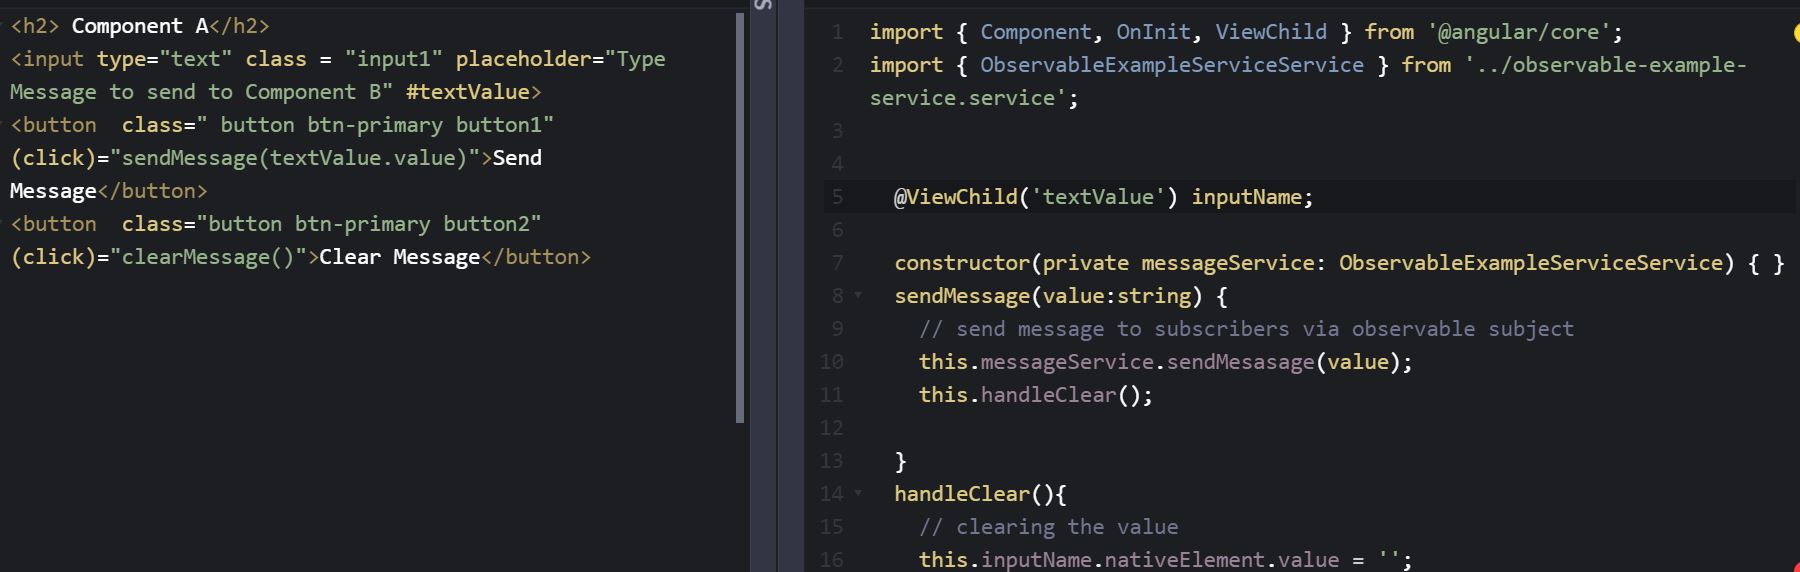 <h2> Component A</h2>
<input type="text" class = "input1" placeholder="Type
Message to send to Component B" #textValue>
<button  class=" button btn-primary button1"
(click)="sendMessage(textValue.value)">Send
Message</button>
<button  class="button btn-primary button2"
(click)="clearMessage()">Clear Message</button>
S
1 import { Component, OnInit, ViewChild } from '@angular/core';
2 import { ObservableExampleServiceService } from '../observable-example-
service.service';
3
4
5   @ViewChild('textValue') inputName;
6
7   constructor(private messageService: ObservableExampleServiceService) { }
8   sendMessage(value:string) {
9     // send message to subscribers via observable subject
10     this.messageService.sendMesasage(value);
11     this.handleClear();
12
13   }
14   handleClear(){
15     // clearing the value
16     this.inputName.nativeElement.value = '';